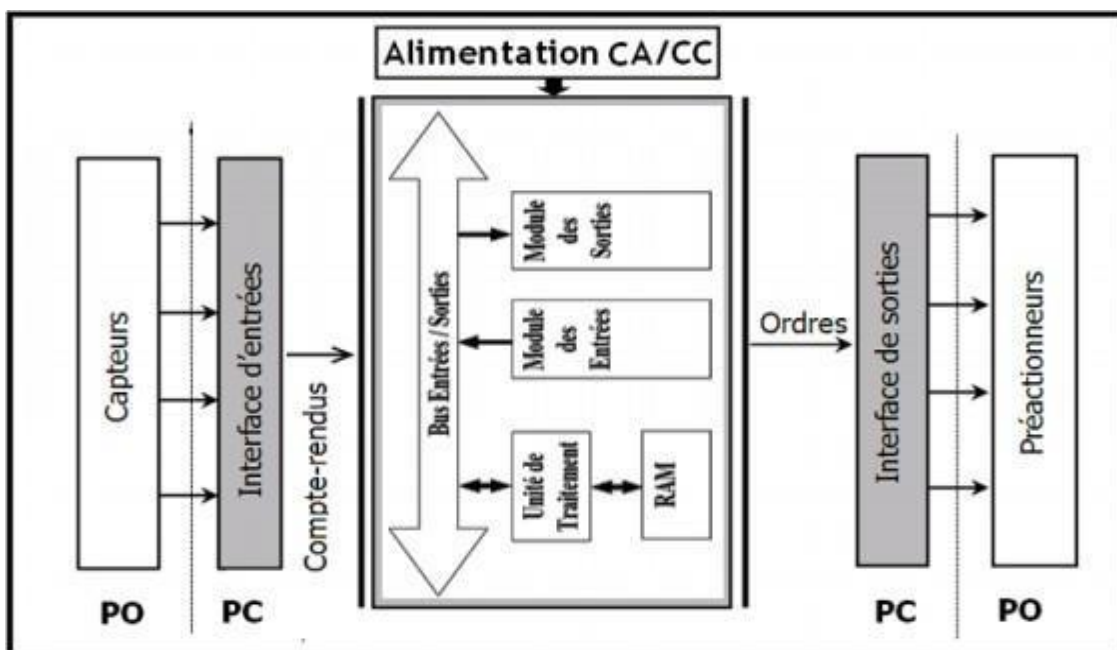 Alimentation CA/CC
Capteurs
Interface d'entrées
Compte-rendus
Bus Entrées / Sorties
Module
des
Sorties
Module
des
Entrées
Unité de
Traitement
RAM
Ordres
Interface de sorties
Préactionneurs
PO
PC
PC
PO